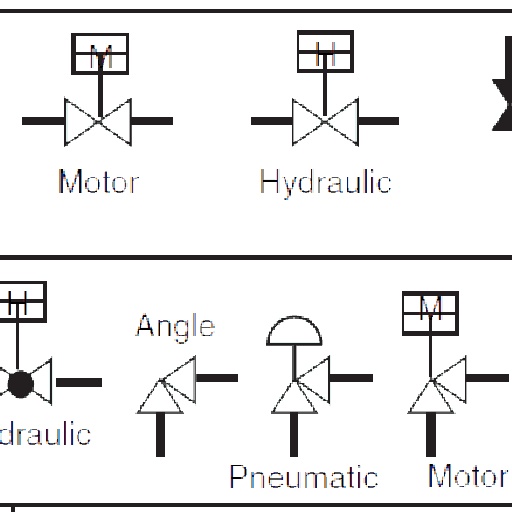 M
H
Motor
Hydraulic
H
M
Angle
draulic
Pneumatic
Motor